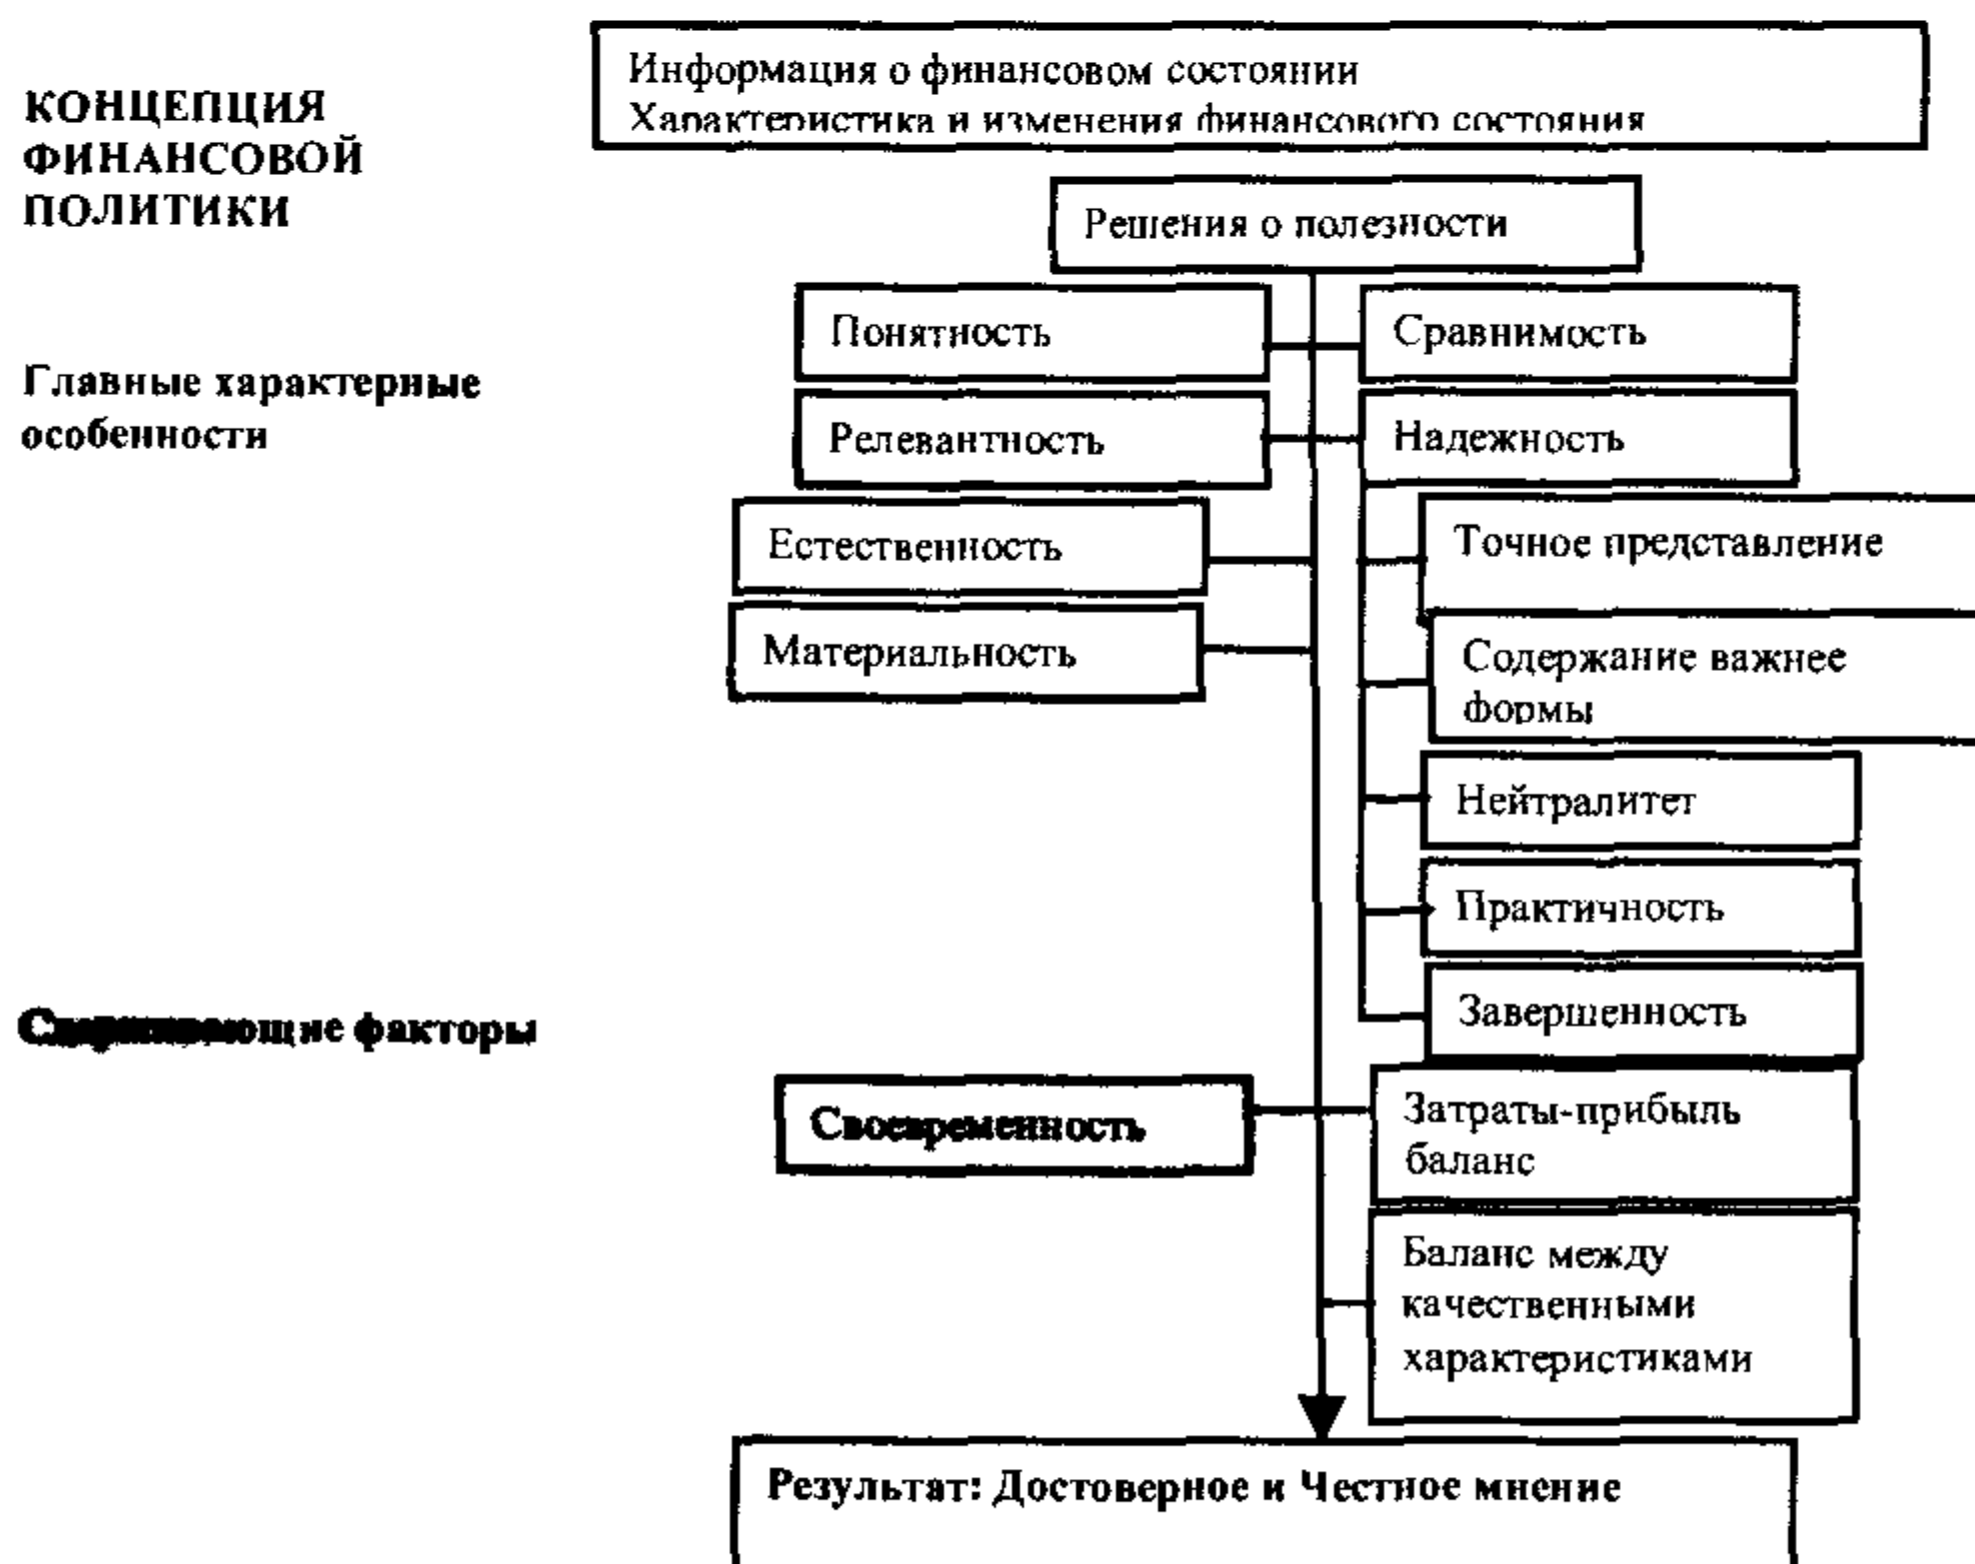 КОНЦЕПЦИЯ
ФИНАНСОВОЙ
ПОЛИТИКИ
Информация о финансовом состоянии
Характеристика и изменения финансового состояния
Решения о полезности
Главные характерные
особенности
Понятность
Сравнимость
Релевантность
Надежность
Естественность
Точное представление
Материальность
Содержание важнее
формы
Нейтралитет
Практичность
Завершенность
факторы
Своевременность
Затраты-прибыль
баланс
Баланс между
качественными
характеристиками
Результат: Достоверное и Честное мнение